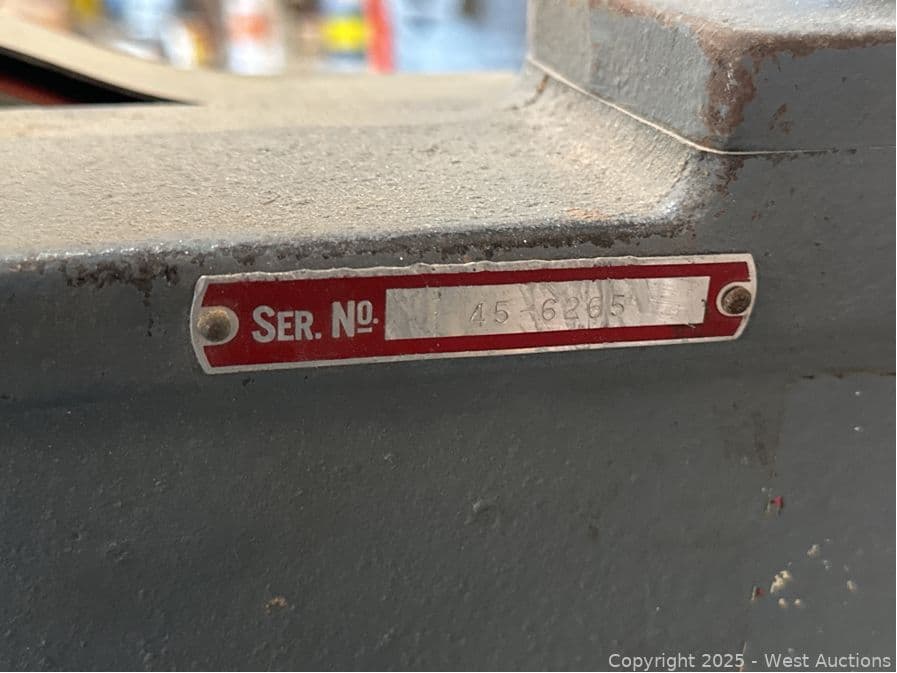 SER. NO. 45-6265
Copyright 2025 - West Auctions